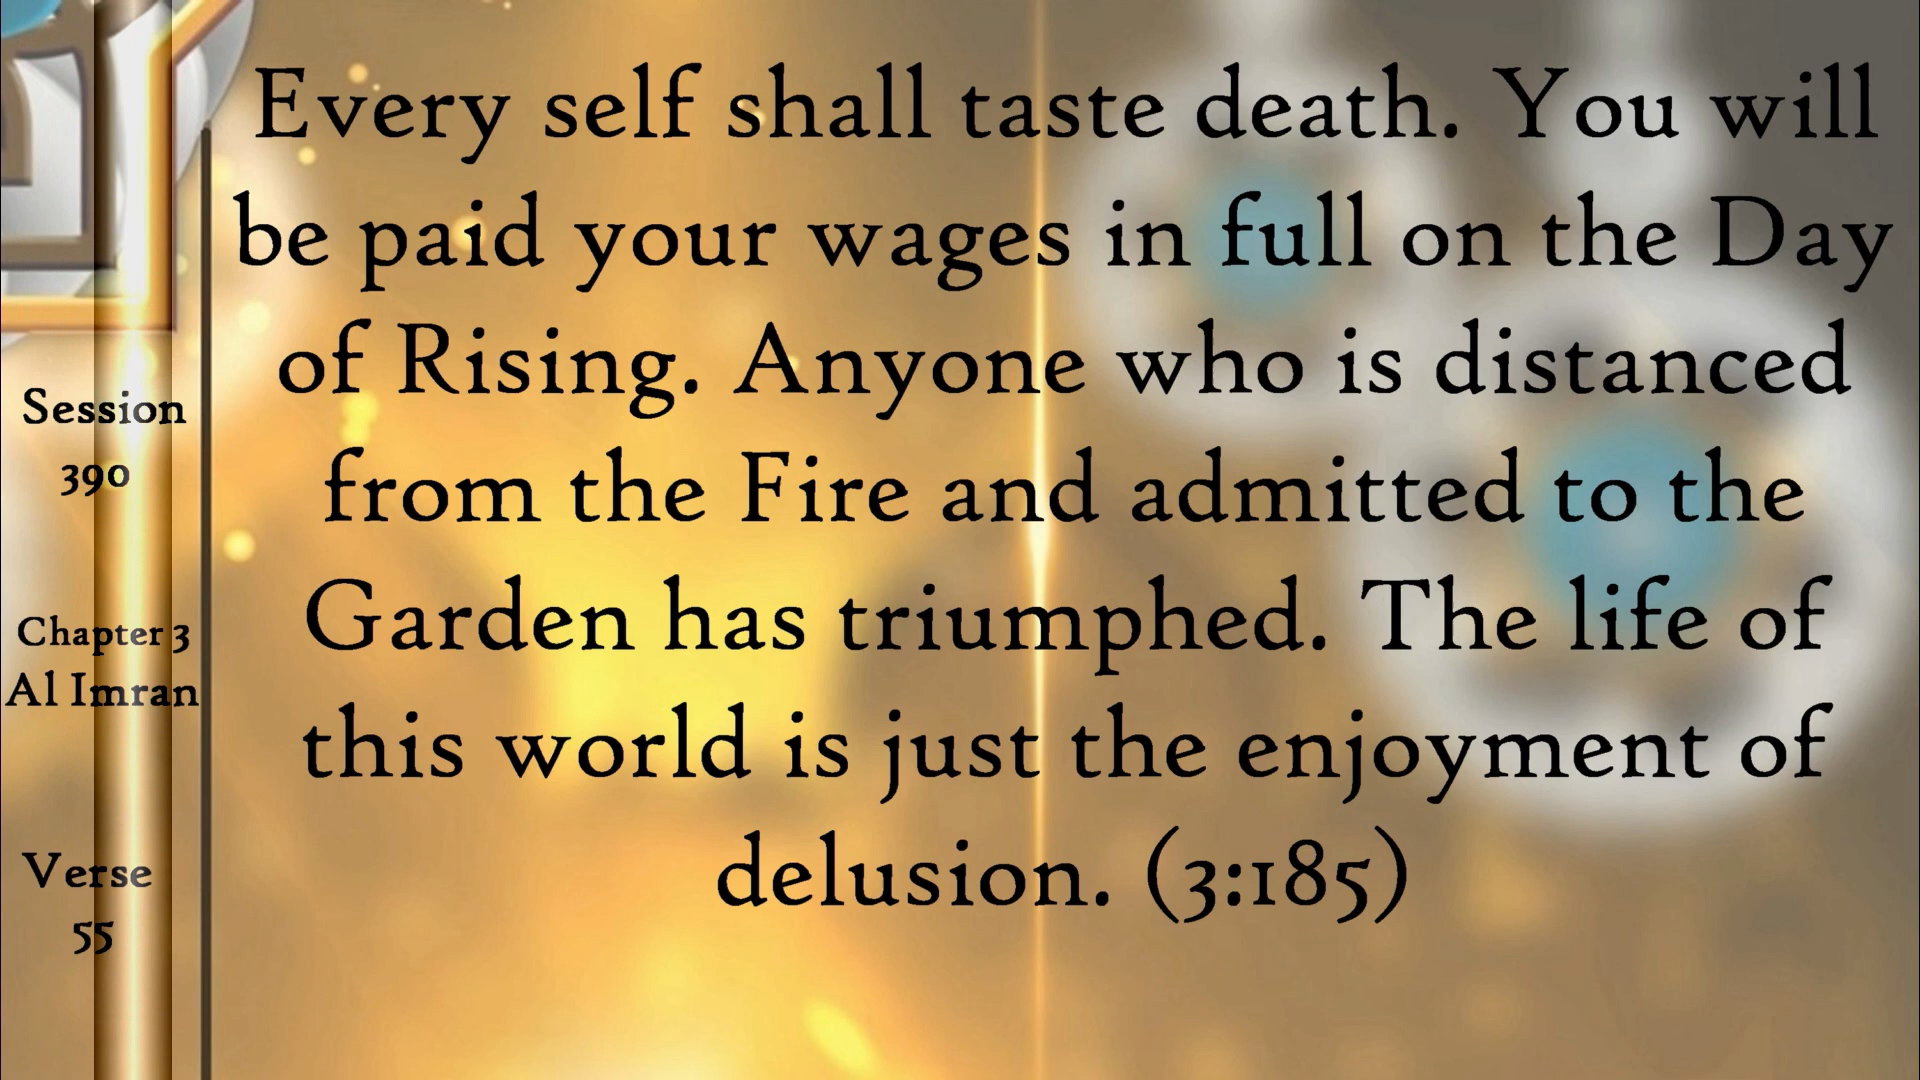 Every self shall taste death. You will
be paid your wages in full on the Day
of Rising. Anyone who is distanced
from the Fire and admitted to the
Garden has triumphed. The life of
this world is just the enjoyment of
delusion. (3:185)
Session
390
Chapter 3
Al Imran
Verse
55